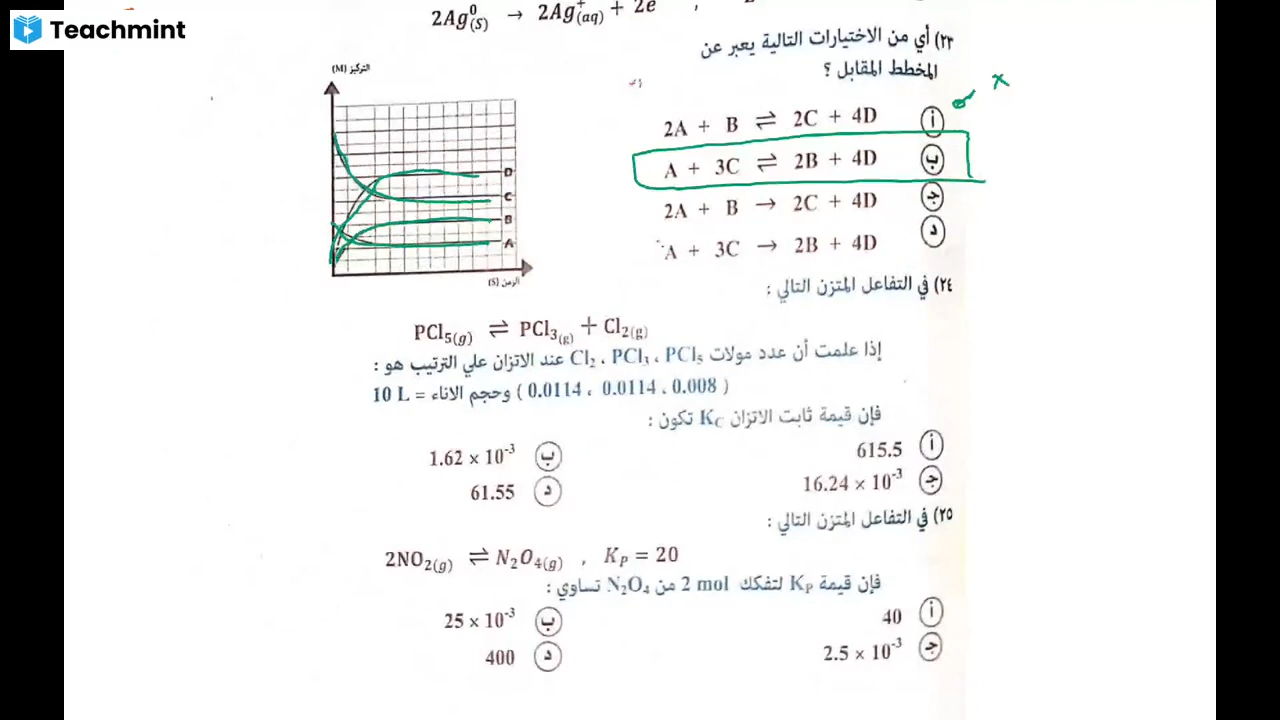 Teachmint
2Ag⁰(S) → 2Ag⁺(aq) + 2e⁻ ,
٢٣) أي من الاختيارات التالية يعبر عن
المخطط المقابل ؟
التركيز (M)
D
C
B
A
الزمن (S)
أ 2A + B ⇌ 2C + 4D
ب A + 3C ⇌ 2B + 4D
ج 2A + B → 2C + 4D
د A + 3C → 2B + 4D
٢٤) في التفاعل المتزن التالي :
PCl5(g) ⇌ PCl3(g) + Cl2(g)
إذا علمت أن عدد مولات Cl₂ ، PCl₃ ، PCl₅ عند الاتزان علي الترتيب هو :
( 0.0114 ، 0.0114 ، 0.008 ) وحجم الاناء = 10 L
فإن قيمة ثابت الاتزان KC تكون :
أ 615.5 ب 1.62 × 10⁻³
ج 16.24 × 10⁻³ د 61.55
٢٥) في التفاعل المتزن التالي :
2NO2(g) ⇌ N2O4(g) , KP = 20
فإن قيمة KP لتفكك 2 mol من N₂O₄ تساوي :
أ 40 ب 25 × 10⁻³
ج 2.5 × 10⁻³ د 400